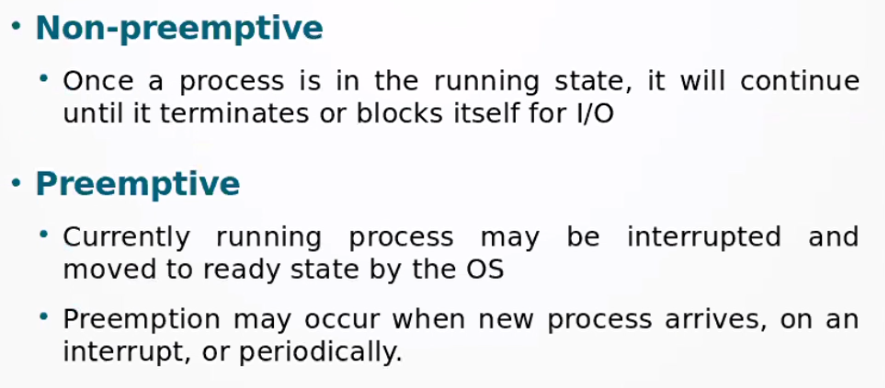 • Non-preemptive
• Once a process is in the running state, it will continue
until it terminates or blocks itself for I/O
• Preemptive
• Currently running process may be interrupted and
moved to ready state by the OS
• Preemption may occur when new process arrives, on an
interrupt, or periodically.